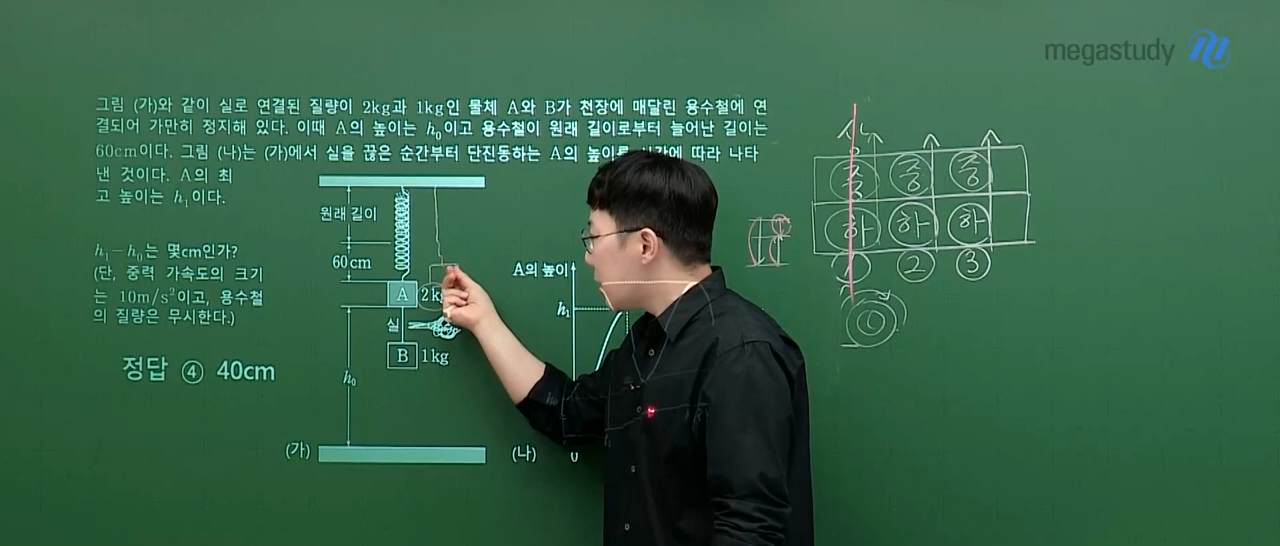 megastudy
그림 (가)와 같이 실로 연결된 질량이 2kg과 1kg인 물체 A와 B가 천장에 매달린 용수철에 연
결되어 가만히 정지해 있다. 이때 A의 높이는 h₀이고 용수철이 원래 길이로부터 늘어난 길이는
60cm이다. 그림 (나)는 (가)에서 실을 끊은 순간부터 단진동하는 A의 높이를 따라 나타
낸 것이다. A의 최
고 높이는 h₁이다.
h₁-h₀는 몇cm인가?
(단, 중력 가속도의 크기
는 10m/s²이고, 용수철
의 질량은 무시한다.)
정답 ④ 40cm
원래 길이
60cm
A
실
B 1kg
h₀
(가)
A의 높이
h₁
(나) 0
중 중 중
하 하 하
① ② ③